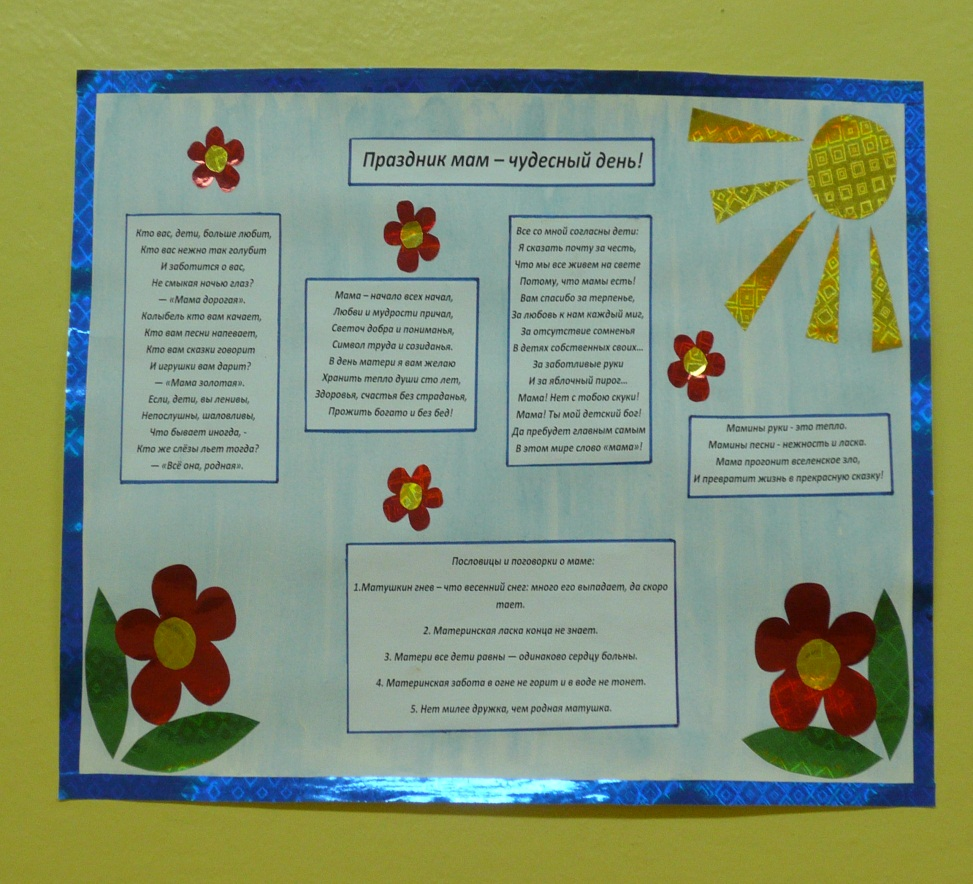 Праздник мам – чудесный день!
Кто вас, дети, больше любит,
Кто вас нежно так голубит
И заботится о вас,
Не смыкая ночью глаз?
— «Мама дорогая».
Колыбель кто вам качает,
Кто вам песни напевает,
Кто вам сказки говорит
И игрушки вам дарит?
— «Мама золотая».
Если, дети, вы ленивы,
Непослушны, шаловливы,
Что бывает иногда, -
Кто же слёзы льет тогда?
— «Всё она, родная».
Мама – начало всех начал,
Любви и мудрости причал,
Светоч добра и пониманья,
Символ труда и созиданья.
В день матери я вам желаю
Хранить тепло души сто лет,
Здоровья, счастья без страданья,
Прожить богато и без бед!
Все со мной согласны дети:
Я сказать почту за честь,
Что мы все живем на свете
Потому, что мамы есть!
Вам спасибо за терпенье,
За любовь к нам каждый миг,
За отсутствие сомненья
В детях собственных своих...
За заботливые руки
И за яблочный пирог...
Мама! Нет с тобою скуки!
Мама! Ты мой детский бог!
Да пребудет главным самым
В этом мире слово «мама»!
Мамины руки - это тепло.
Мамины песни - нежность и ласка.
Мама прогонит вселенское зло,
И превратит жизнь в прекрасную сказку!
Пословицы и поговорки о маме:
1.Матушкин гнев – что весенний снег: много его выпадает, да скоро
тает.
2. Материнская ласка конца не знает.
3. Матери все дети равны — одинаково сердцу больны.
4. Материнская забота в огне не горит и в воде не тонет.
5. Нет милее дружка, чем родная матушка.